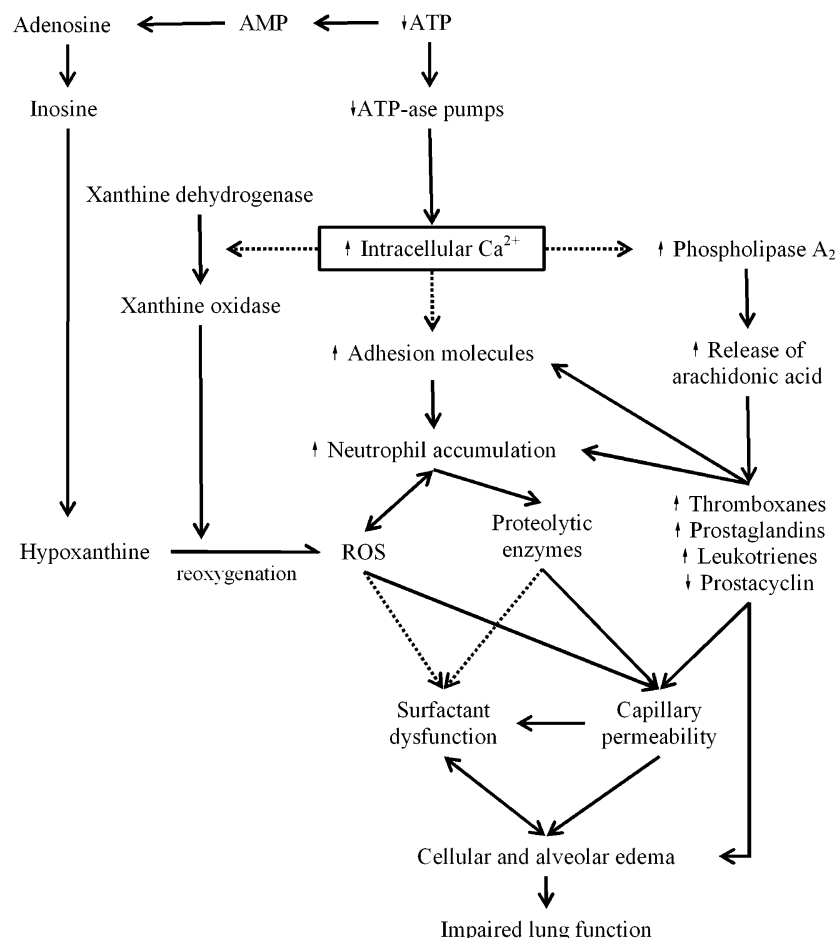 Adenosine
AMP
↓ATP
Inosine
↓ATP-ase pumps
Xanthine dehydrogenase
↑ Intracellular Ca²⁺
↑ Phospholipase A₂
Xanthine oxidase
↑ Adhesion molecules
↑ Release of
arachidonic acid
↑ Neutrophil accumulation
↑ Thromboxanes
↑ Prostaglandins
↑ Leukotrienes
↓ Prostacyclin
Proteolytic
enzymes
Hypoxanthine
reoxygenation
ROS
Surfactant
dysfunction
Capillary
permeability
Cellular and alveolar edema
Impaired lung function